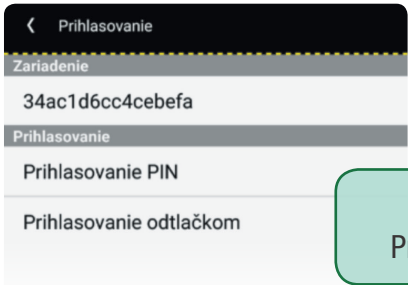 Prihlasovanie
Zariadenie
34ac1d6cc4cebefa
Prihlasovanie
Prihlasovanie PIN
Prihlasovanie odtlačkom